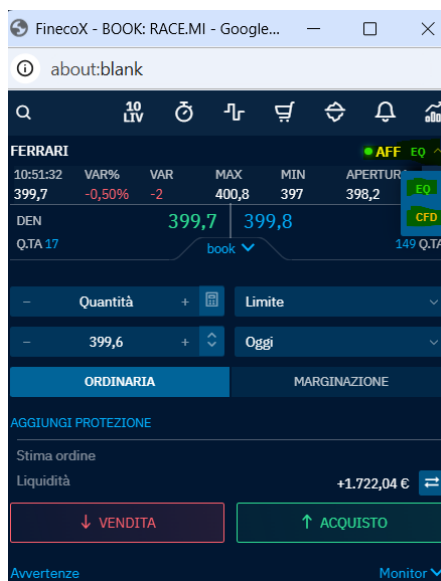 FinecoX - BOOK: RACE.MI - Google...
about:blank
10
LIV
FERRARI AFF EQ
10:51:32 VAR% VAR MAX MIN APERTURA
399,7 -0,50% -2 400,8 397 398,2
EQ
CFD
DEN 399,7 399,8
Q.TA 17 book 149 Q.TA
- Quantità + Limite
- 399,6 + Oggi
ORDINARIA MARGINAZIONE
AGGIUNGI PROTEZIONE
Stima ordine
Liquidità +1.722,04 €
VENDITA ACQUISTO
Avvertenze Monitor